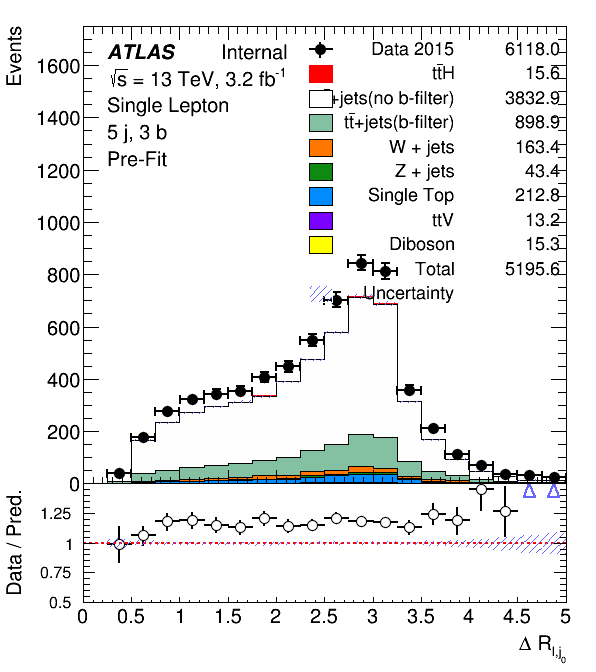 Events
1600
1400
1200
1000
800
600
400
200
0
ATLAS Internal
√s = 13 TeV, 3.2 fb⁻¹
Single Lepton
5 j, 3 b
Pre-Fit
Data 2015 6118.0
tt̄H 15.6
+jets(no b-filter) 3832.9
tt̄+jets(b-filter) 898.9
W + jets 163.4
Z + jets 43.4
Single Top 212.8
ttV 13.2
Diboson 15.3
Total 5195.6
Uncertainty
Data / Pred.
1.25
1
0.75
0.5
0 0.5 1 1.5 2 2.5 3 3.5 4 4.5 5
Δ R_{l,j_0}